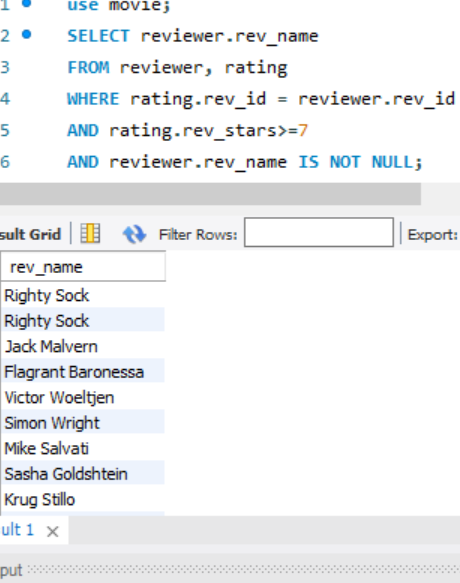 1 use movie;
2 SELECT reviewer.rev_name
3 FROM reviewer, rating
4 WHERE rating.rev_id = reviewer.rev_id
5 AND rating.rev_stars>=7
6 AND reviewer.rev_name IS NOT NULL;
sult Grid Filter Rows: Export:
rev_name
Righty Sock
Righty Sock
Jack Malvern
Flagrant Baronessa
Victor Woeltjen
Simon Wright
Mike Salvati
Sasha Goldshtein
Krug Stillo
ult 1 ×
put